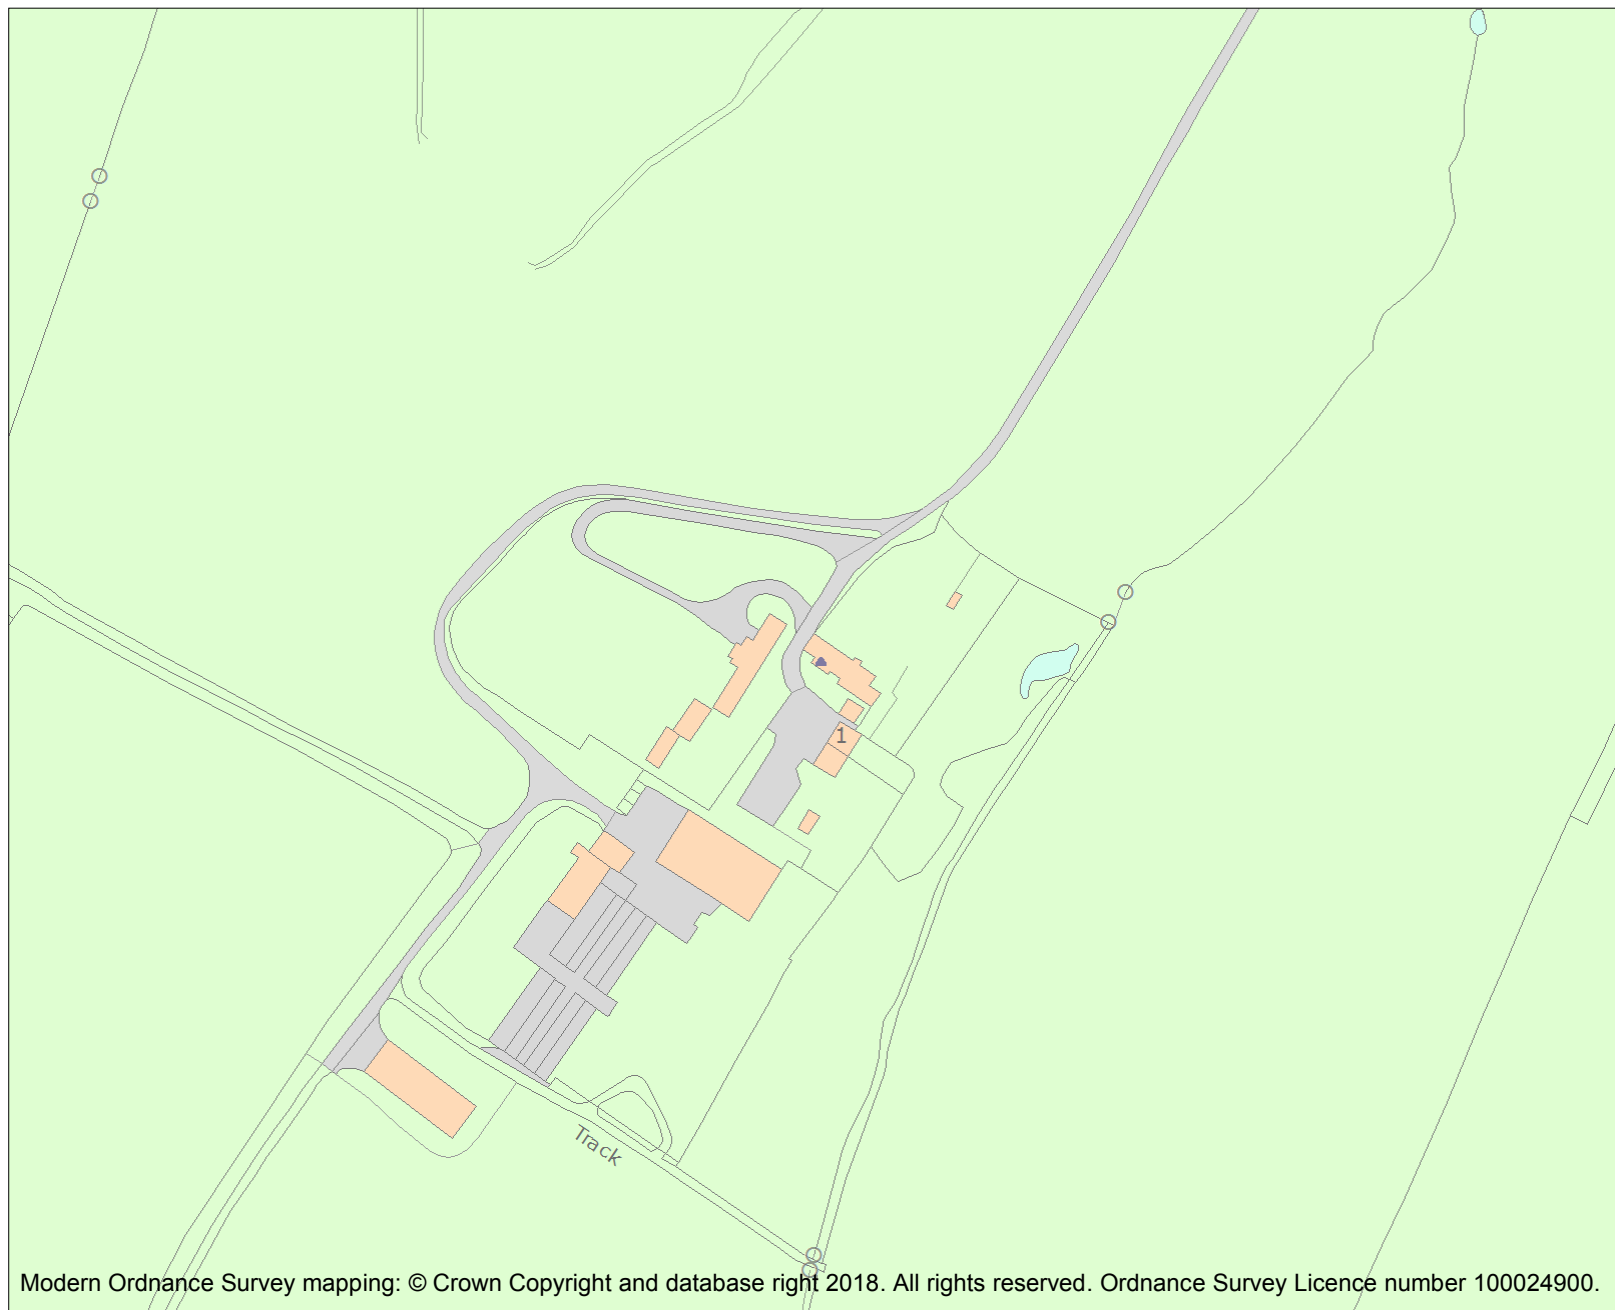 1
Track
Modern Ordnance Survey mapping: © Crown Copyright and database right 2018. All rights reserved. Ordnance Survey Licence number 100024900.